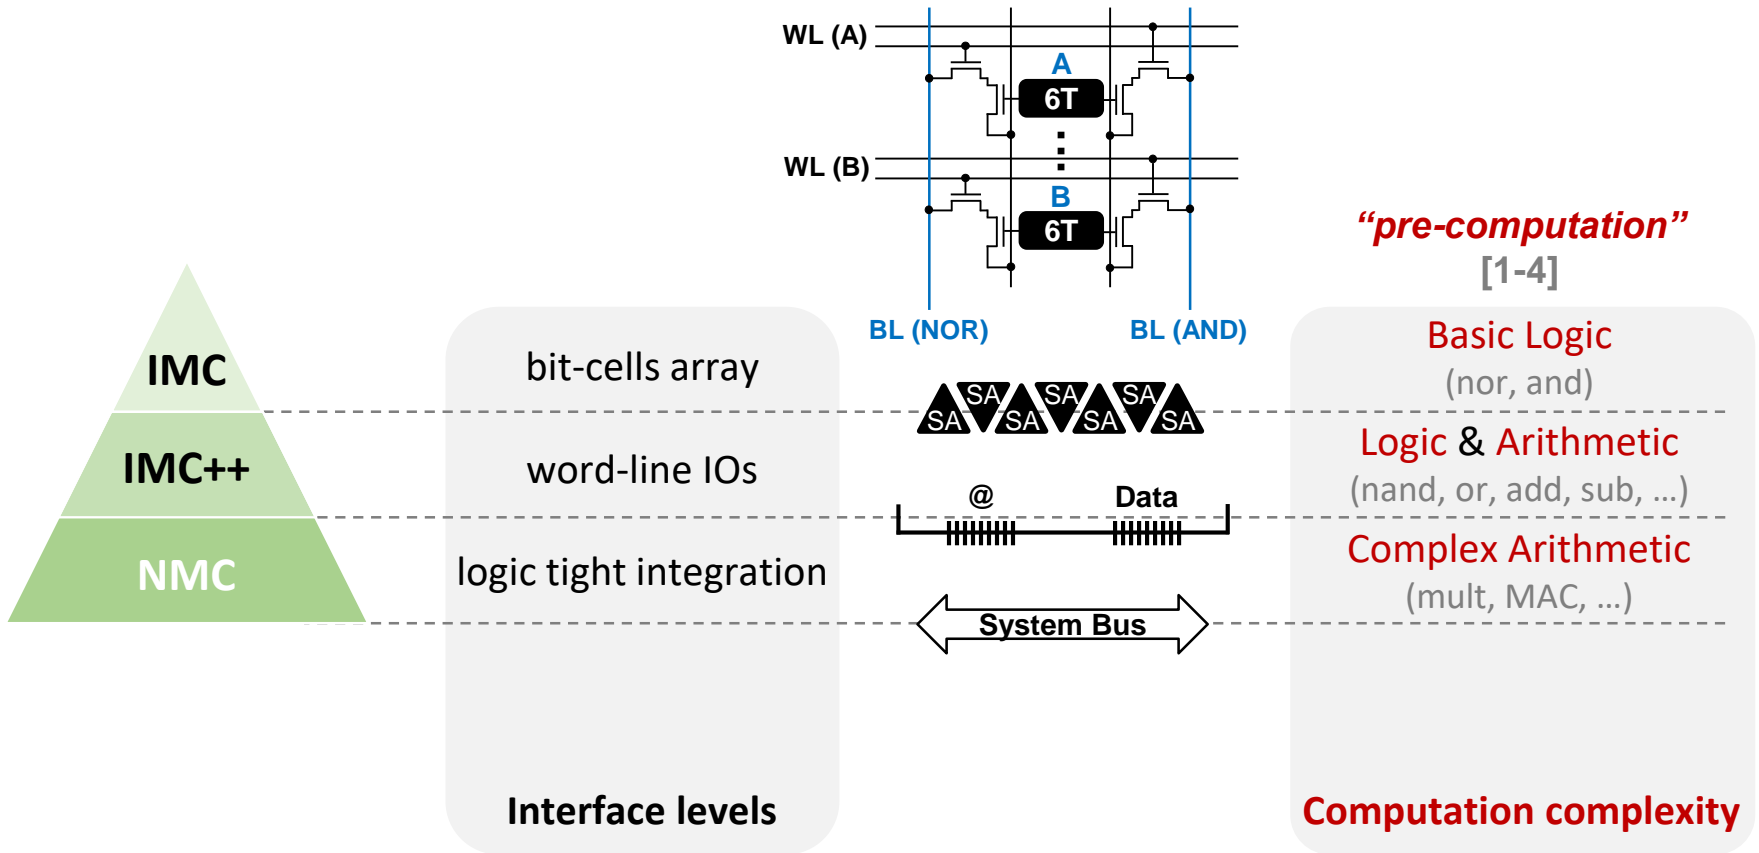 WL (A)
A
6T
WL (B)
B
6T
BL (NOR)
BL (AND)
“pre-computation”
[1-4]
IMC
bit-cells array
Basic Logic
(nor, and)
SA SA SA SA SA SA SA
IMC++
word-line IOs
Logic & Arithmetic
(nand, or, add, sub, ...)
@
Data
NMC
logic tight integration
Complex Arithmetic
(mult, MAC, ...)
System Bus
Interface levels
Computation complexity